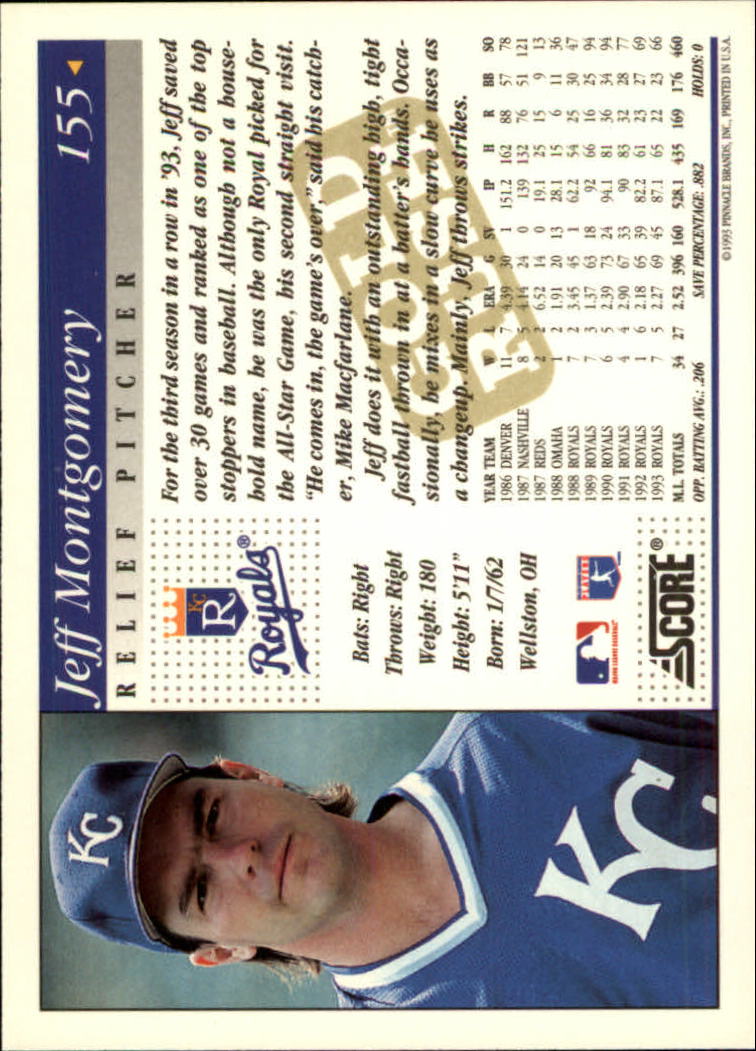 Jeff Montgomery 155
RELIEF PITCHER
KC
R
Royals®
Bats: Right
Throws: Right
Weight: 180
Height: 5'11"
Born: 1/7/62
Wellston, OH
MAJOR LEAGUE BASEBALL
SCORE®
For the third season in a row in '93, Jeff saved
over 30 games and ranked as one of the top
stoppers in baseball. Although not a house-
hold name, he was the only Royal picked for
the All-Star Game, his second straight visit.
"He comes in, the game's over," said his catch-
er, Mike Macfarlane.
Jeff does it with an outstanding high, tight
fastball thrown in at a batter's hands. Occa-
sionally, he mixes in a slow curve he uses as
a changeup. Mainly, Jeff throws strikes.
GOLD
RUSH
YEAR TEAM W L ERA G SV IP H R BB SO
1986 DENVER 11 7 4.39 30 1 151.2 162 88 57 78
1987 NASHVILLE 8 5 4.14 24 0 139 132 76 51 121
1987 REDS 2 2 6.52 14 0 19.1 25 15 9 13
1988 OMAHA 1 2 1.91 20 13 28.1 15 6 11 36
1988 ROYALS 7 2 3.45 45 1 62.2 54 25 30 47
1989 ROYALS 7 3 1.37 63 18 92 66 16 25 94
1990 ROYALS 6 5 2.39 73 24 94.1 81 36 34 94
1991 ROYALS 4 4 2.90 67 33 90 83 32 28 77
1992 ROYALS 1 6 2.18 65 39 82.2 61 23 27 69
1993 ROYALS 7 5 2.27 69 45 87.1 65 22 23 66
M.L. TOTALS 34 27 2.52 396 160 528.1 435 169 176 460
OPP. BATTING AVG.: .206 SAVE PERCENTAGE: .882 HOLDS: 0
©1993 PINNACLE BRANDS, INC., PRINTED IN U.S.A.
KC
KC